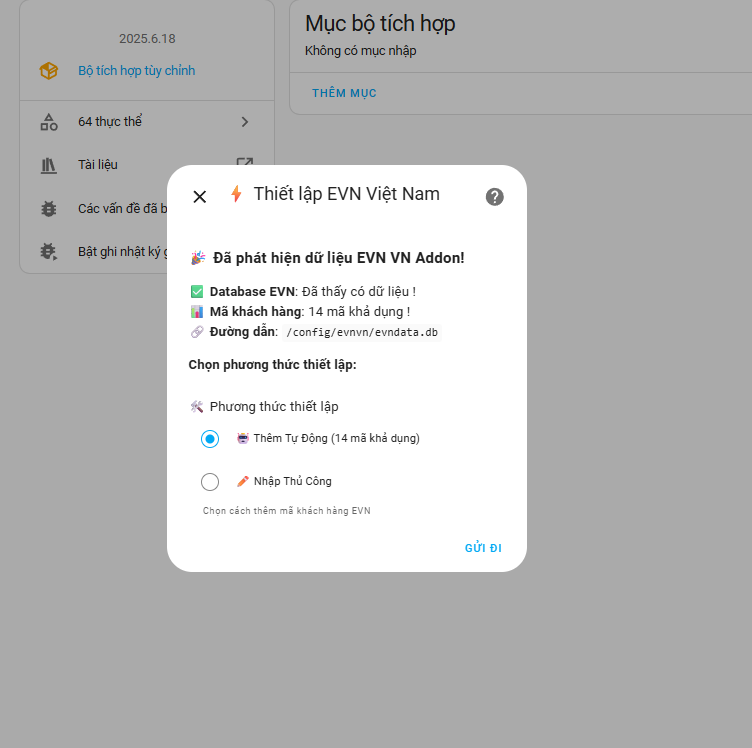 2025.6.18
Bộ tích hợp tùy chỉnh
64 thực thể
Tài liệu
Các vấn đề đã b
Bật ghi nhật ký g
Mục bộ tích hợp
Không có mục nhập
THÊM MỤC
Thiết lập EVN Việt Nam
🎉 Đã phát hiện dữ liệu EVN VN Addon!
✅ Database EVN: Đã thấy có dữ liệu !
📊 Mã khách hàng: 14 mã khả dụng !
🔗 Đường dẫn: /config/evnvn/evndata.db
Chọn phương thức thiết lập:
🛠 Phương thức thiết lập
🤖 Thêm Tự Động (14 mã khả dụng)
✏️ Nhập Thủ Công
Chọn cách thêm mã khách hàng EVN
GỬI ĐI